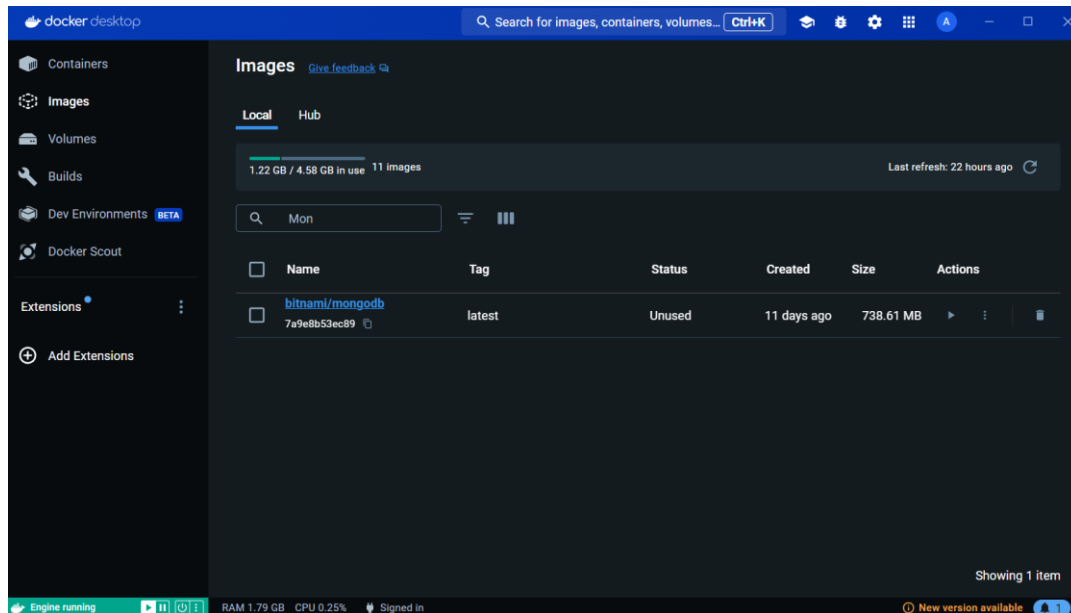 docker desktop
Search for images, containers, volumes... Ctrl+K
A
Containers
Images
Volumes
Builds
Dev Environments BETA
Docker Scout
Extensions
Add Extensions
Images Give feedback
Local Hub
1.22 GB / 4.58 GB in use 11 images Last refresh: 22 hours ago
Mon
Name Tag Status Created Size Actions
bitnami/mongodb
7a9e8b53ec89
latest Unused 11 days ago 738.61 MB
Showing 1 item
Engine running RAM 1.79 GB CPU 0.25% Signed in New version available 1